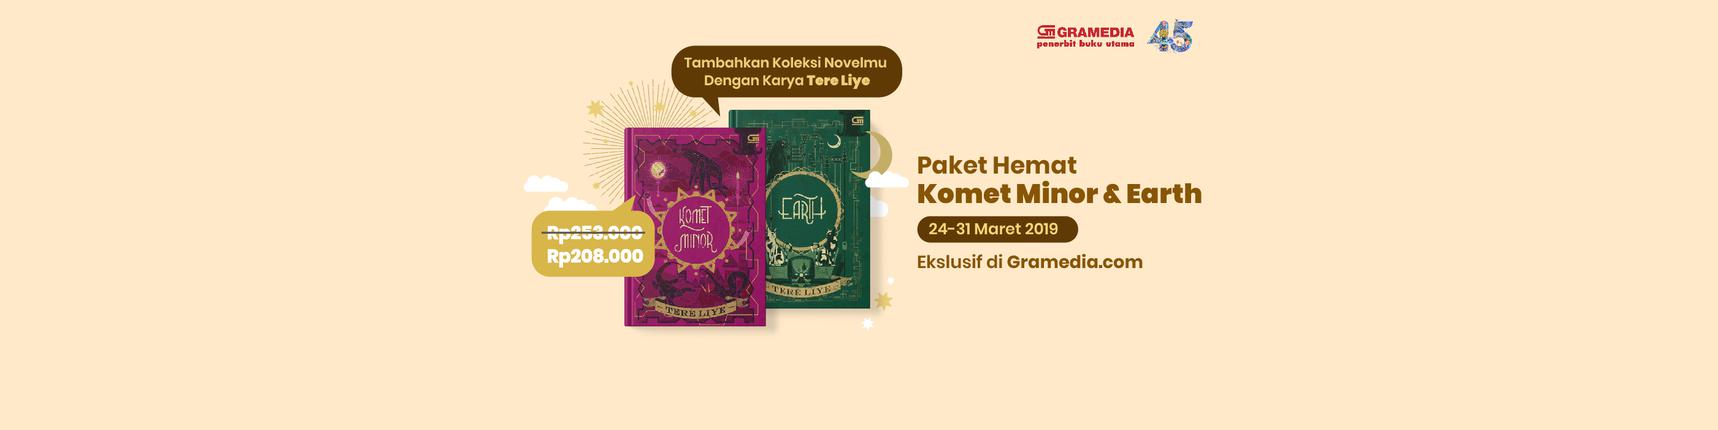 GRAMEDIA
penerbit buku utama
45
Tambahkan Koleksi Novelmu
Dengan Karya Tere Liye
KOMET
MINOR
TERE LIYE
EARTH
TERE LIYE
Rp253.000
Rp208.000
Paket Hemat
Komet Minor & Earth
24-31 Maret 2019
Ekslusif di Gramedia.com